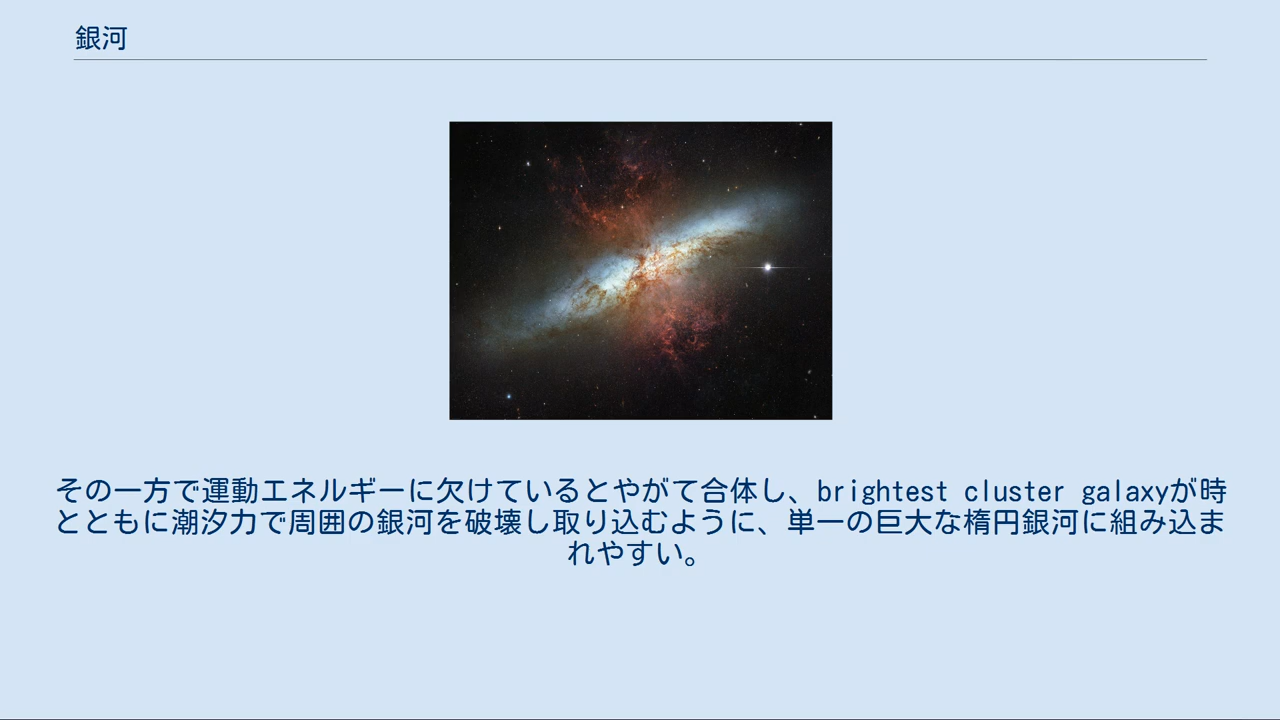 銀河
その一方で運動エネルギーに欠けているとやがて合体し、brightest cluster galaxyが時
とともに潮汐力で周囲の銀河を破壊し取り込むように、単一の巨大な楕円銀河に組み込ま
れやすい。